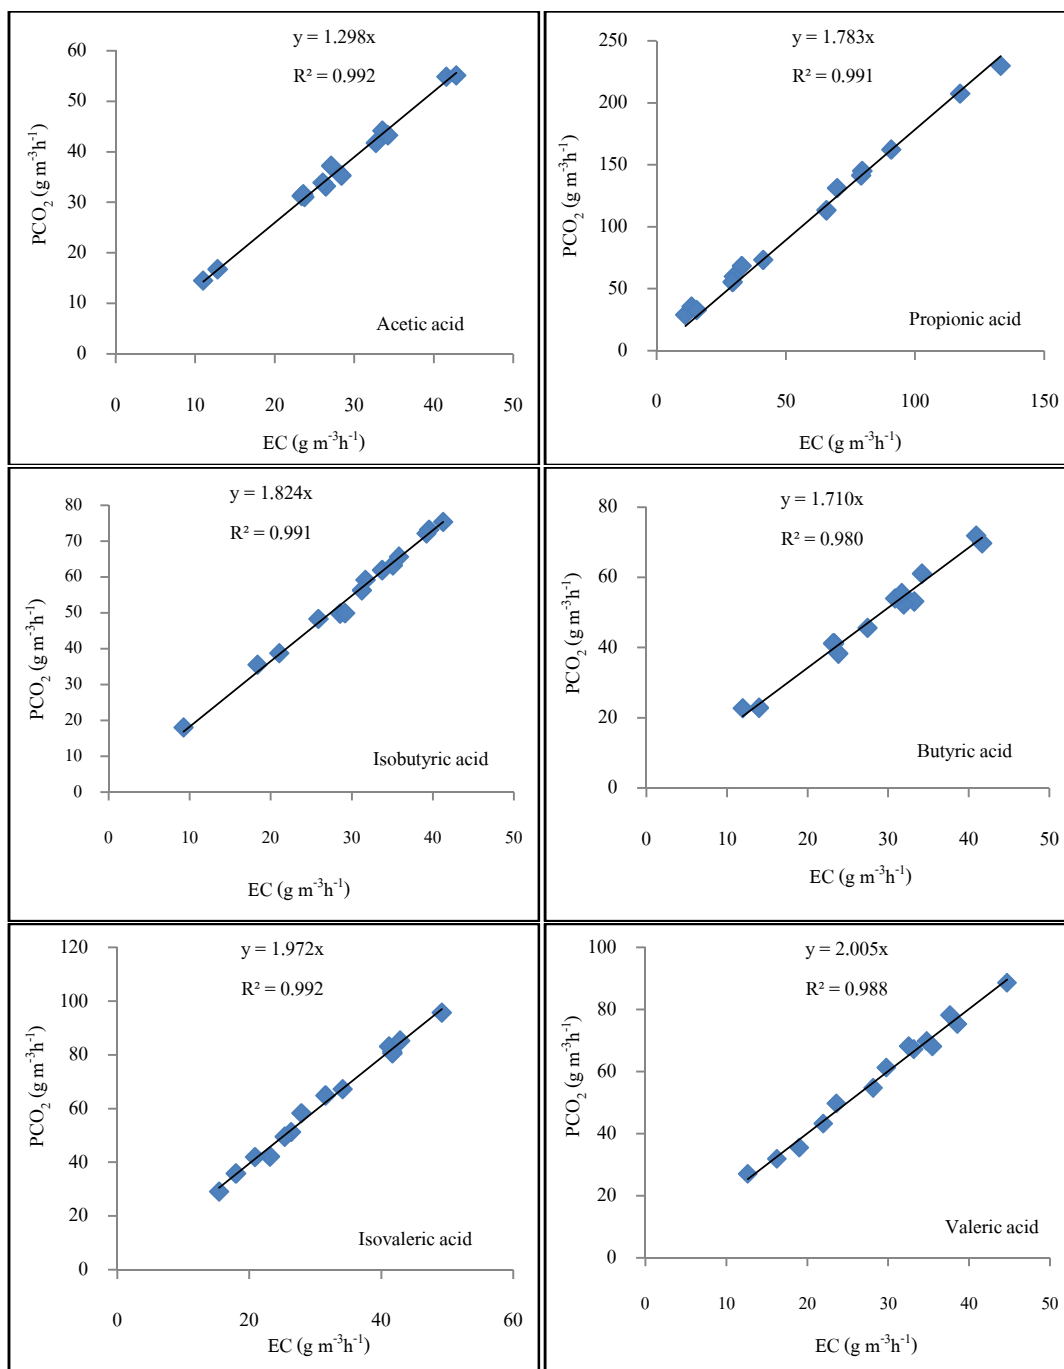 y = 1.298x
R² = 0.992
60
50
40
30
20
10
0
PCO₂ (g m⁻³h⁻¹)
Acetic acid
0 10 20 30 40 50
EC (g m⁻³h⁻¹)
y = 1.783x
R² = 0.991
250
200
150
100
50
0
PCO₂ (g m⁻³h⁻¹)
Propionic acid
0 50 100 150
EC (g m⁻³h⁻¹)
y = 1.824x
R² = 0.991
80
70
60
50
40
30
20
10
0
PCO₂ (g m⁻³h⁻¹)
Isobutyric acid
0 10 20 30 40 50
EC (g m⁻³h⁻¹)
y = 1.710x
R² = 0.980
80
60
40
20
0
PCO₂ (g m⁻³h⁻¹)
Butyric acid
0 10 20 30 40 50
EC (g m⁻³h⁻¹)
y = 1.972x
R² = 0.992
120
100
80
60
40
20
0
PCO₂ (g m⁻³h⁻¹)
Isovaleric acid
0 20 40 60
EC (g m⁻³h⁻¹)
y = 2.005x
R² = 0.988
100
80
60
40
20
0
PCO₂ (g m⁻³h⁻¹)
Valeric acid
0 10 20 30 40 50
EC (g m⁻³h⁻¹)